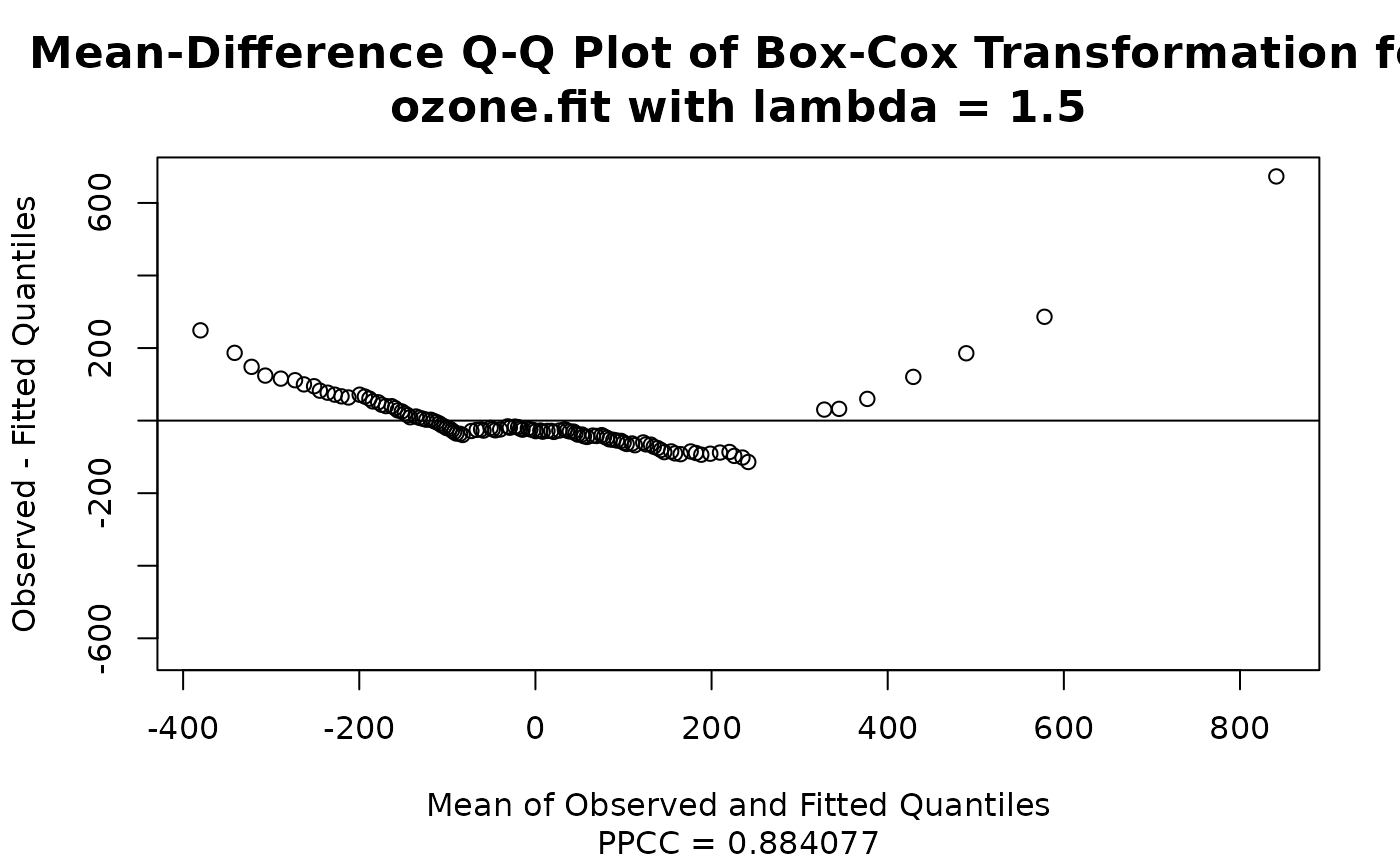 Mean-Difference Q-Q Plot of Box-Cox Transformation
ozone.fit with lambda = 1.5
Observed - Fitted Quantiles
600
200
-200
-600
-400 -200 0 200 400 600 800
Mean of Observed and Fitted Quantiles
PPCC = 0.884077